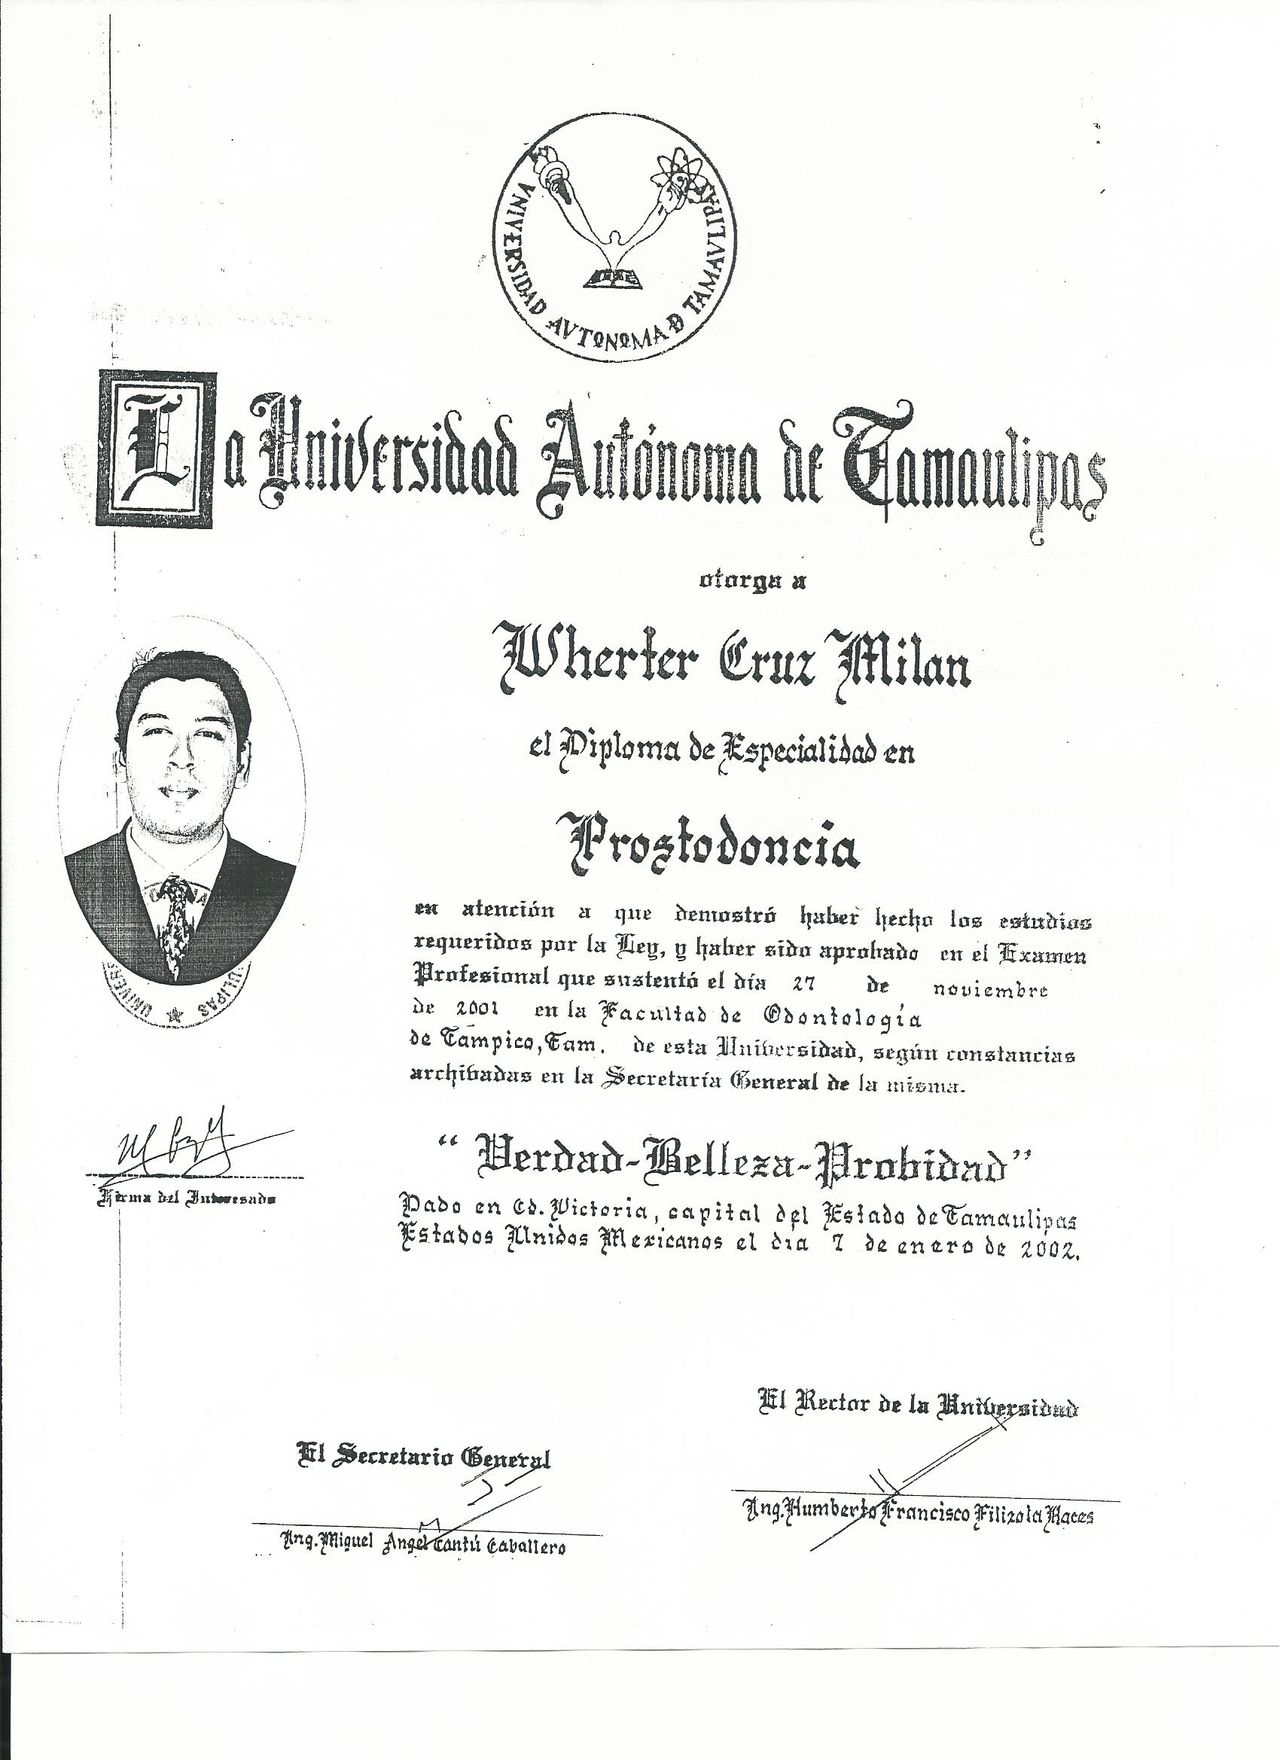 VNIVERSIDAD AVTONOMA D TAMAVLIPAS
La Universidad Autónoma de Tamaulipas
otorga a
Wherter Cruz Milan
el Diploma de Especialidad en
Prostodoncia
en atención a que demostró haber hecho los estudios
requeridos por la Ley, y haber sido aprobado en el Examen
Profesional que sustentó el día 27 de noviembre
de 2001 en la Facultad de Odontología
de Tampico, Tam. de esta Universidad, según constancias
archivadas en la Secretaría General de la misma.
Firma del Interesado
“ Verdad-Belleza-Probidad”
Dado en Cd. Victoria, capital del Estado de Tamaulipas
Estados Unidos Mexicanos el día 7 de enero de 2002.
El Rector de la Universidad
Ing. Humberto Francisco Filizola Haces
El Secretario General
Ing. Miguel Angel Cantú Caballero